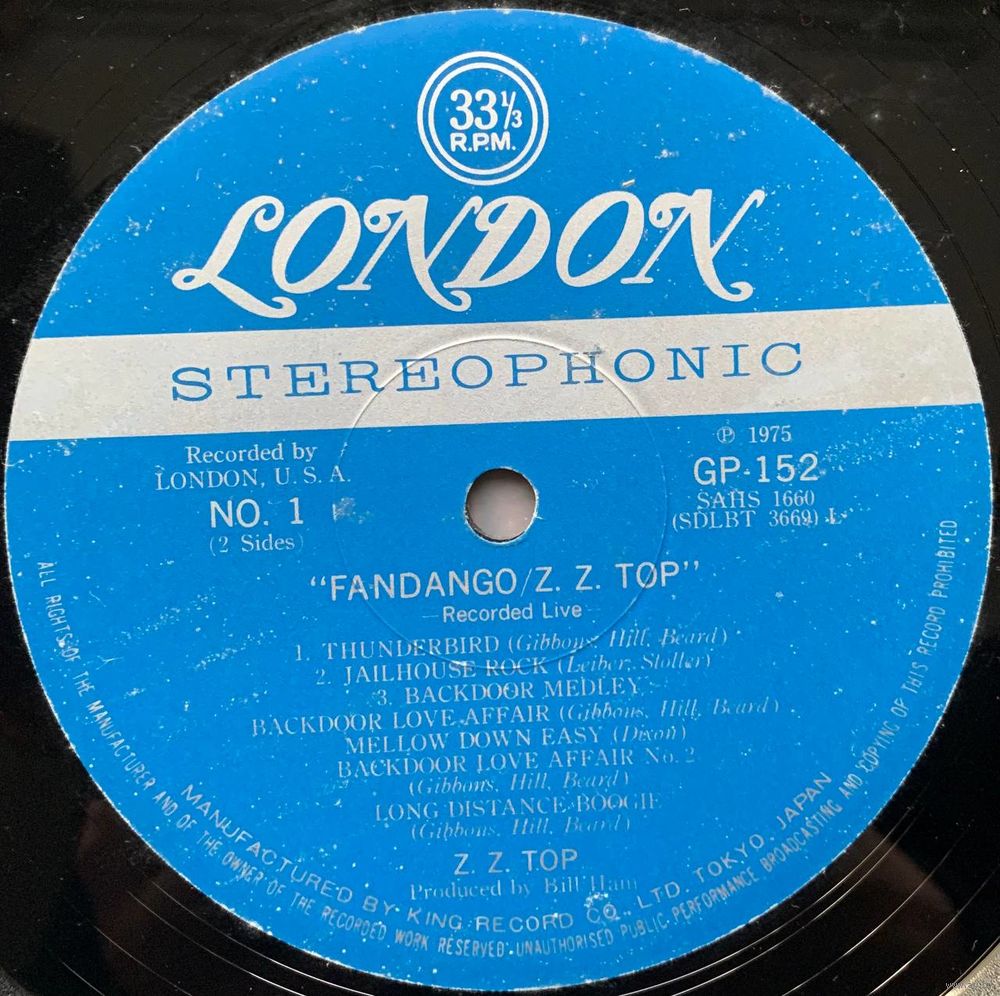 33 1/3
R.P.M.
LONDON
STEREOPHONIC
Recorded by
LONDON, U. S. A.
NO. 1
(2 Sides)
℗ 1975
GP-152
SAHS 1660
(SDLBT 3669) L
"FANDANGO/Z. Z. TOP"
—Recorded Live
1. THUNDERBIRD (Gibbons, Hill, Beard)
2. JAILHOUSE ROCK (Leiber, Stoller)
3. BACKDOOR MEDLEY
BACKDOOR LOVE AFFAIR (Gibbons, Hill, Beard)
MELLOW DOWN EASY (Dixon)
BACKDOOR LOVE AFFAIR No. 2
(Gibbons, Hill, Beard)
LONG DISTANCE BOOGIE
(Gibbons, Hill, Beard)
Z. Z. TOP
Produced by Bill Ham
MANUFACTURED BY KING RECORD CO., LTD. TOKYO, JAPAN
ALL RIGHTS OF THE MANUFACTURER AND OF THE OWNER OF THE RECORDED WORK RESERVED · UNAUTHORISED PUBLIC PERFORMANCE, BROADCASTING AND COPYING OF THIS RECORD PROHIBITED